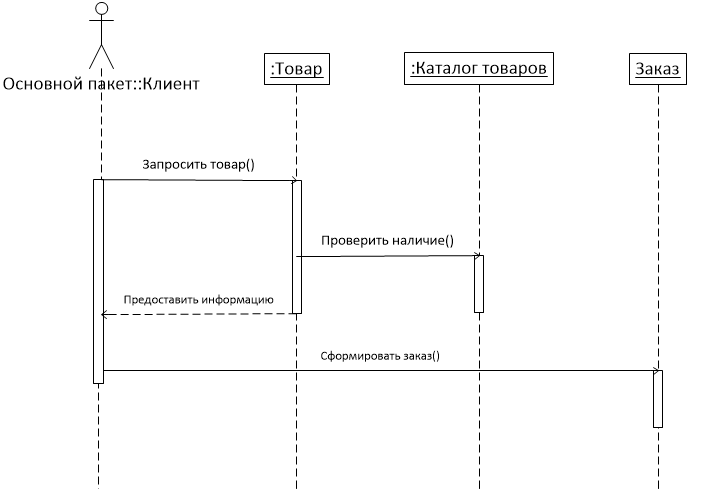 Основной пакет::Клиент
:Товар
:Каталог товаров
Заказ
Запросить товар()
Проверить наличие()
Предоставить информацию
Сформировать заказ()